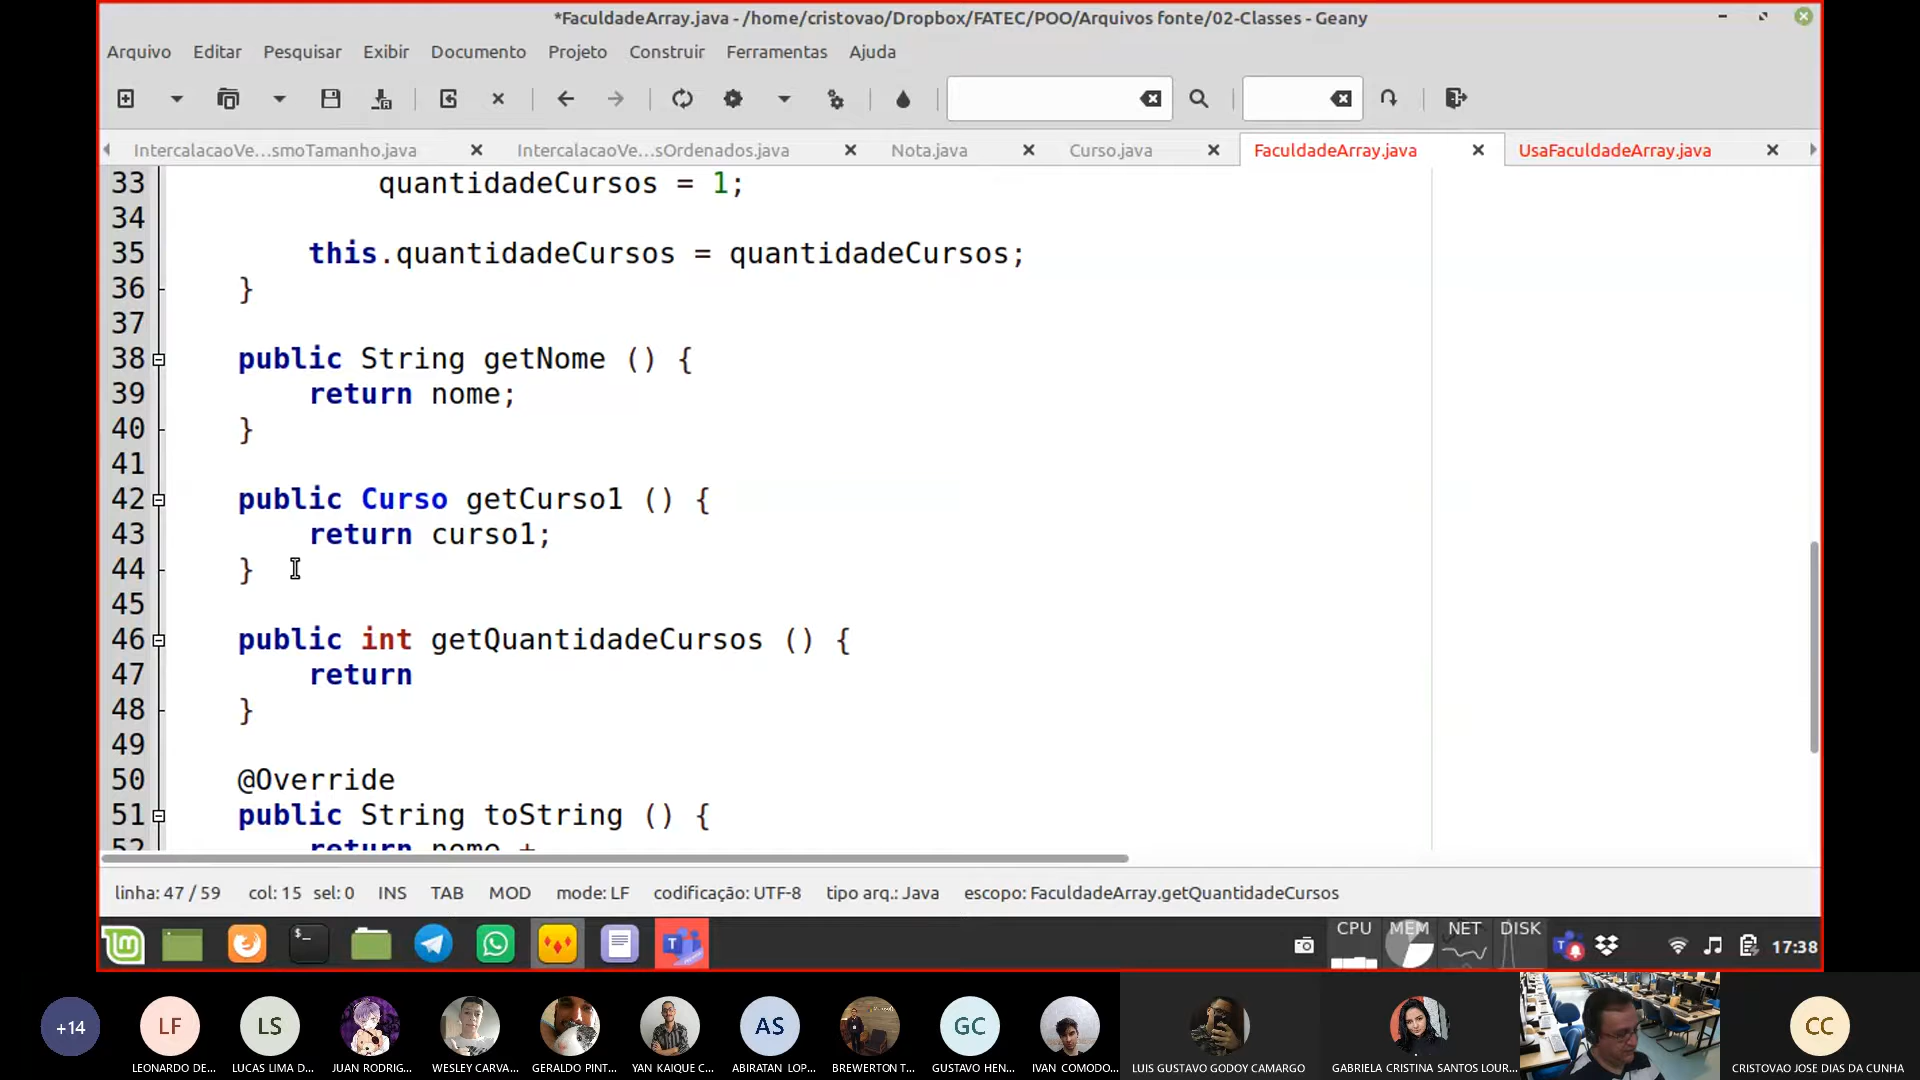 *FaculdadeArray.java - /home/cristovao/Dropbox/FATEC/POO/Arquivos fonte/02-Classes - Geany
Arquivo Editar Pesquisar Exibir Documento Projeto Construir Ferramentas Ajuda
IntercalacaoVe...smoTamanho.java IntercalacaoVe...sOrdenados.java Nota.java Curso.java FaculdadeArray.java UsaFaculdadeArray.java
33 quantidadeCursos = 1;
34
35 this.quantidadeCursos = quantidadeCursos;
36 }
37
38 public String getNome () {
39 return nome;
40 }
41
42 public Curso getCurso1 () {
43 return curso1;
44 }
45
46 public int getQuantidadeCursos () {
47 return
48 }
49
50 @Override
51 public String toString () {
52 return nome +
linha: 47 / 59 col: 15 sel: 0 INS TAB MOD mode: LF codificação: UTF-8 tipo arq.: Java escopo: FaculdadeArray.getQuantidadeCursos
CPU MEM NET DISK
17:38
+14 LF LS AS GC CC
LEONARDO DE... LUCAS LIMA D... JUAN RODRIG... WESLEY CARVA... GERALDO PINT... YAN KAIQUE C... ABIRATAN LOP... BREWERTON T... GUSTAVO HEN... IVAN COMODO... LUIS GUSTAVO GODOY CAMARGO GABRIELA CRISTINA SANTOS LOUR... CRISTOVAO JOSE DIAS DA CUNHA